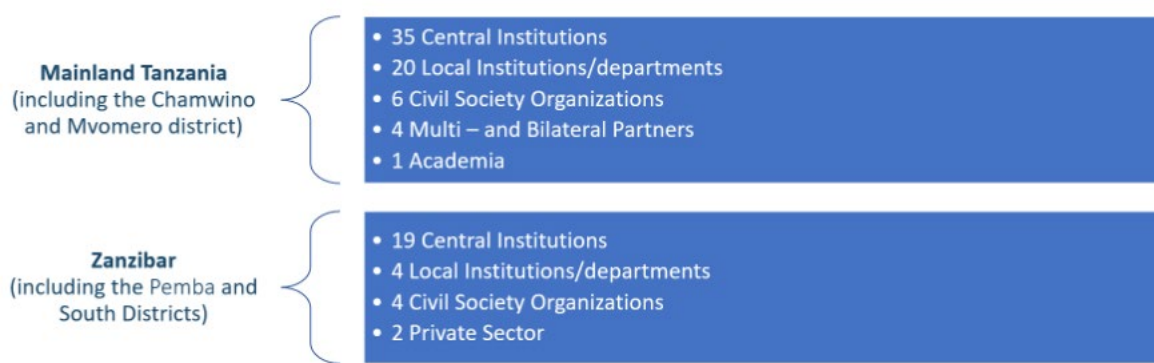 Mainland Tanzania
(including the Chamwino
and Mvomero district)
• 35 Central Institutions
• 20 Local Institutions/departments
• 6 Civil Society Organizations
• 4 Multi – and Bilateral Partners
• 1 Academia
Zanzibar
(including the Pemba and
South Districts)
• 19 Central Institutions
• 4 Local Institutions/departments
• 4 Civil Society Organizations
• 2 Private Sector